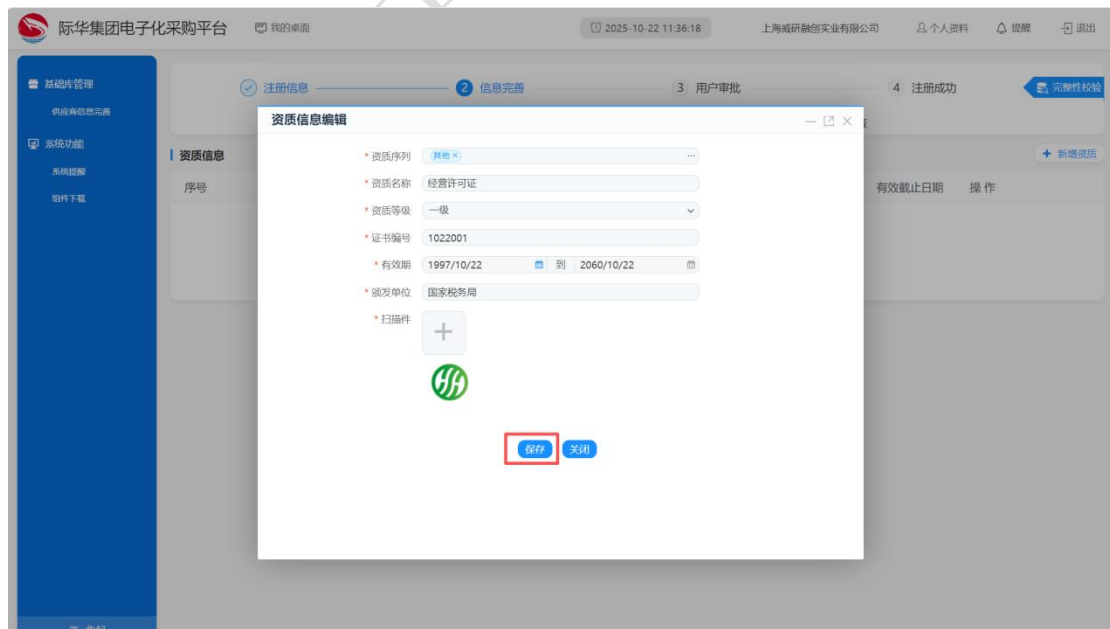 际华集团电子化采购平台 我的桌面 2025-10-22 11:36:18 上海威研融创实业有限公司 个人资料 提醒 退出
基础库管理
供应商信息完善
系统功能
系统提醒
组件下载
注册信息 2 信息完善 3 用户审批 4 注册成功 完整性校验
资质信息 + 新增资质
序号 有效截止日期 操作
资质信息编辑
* 资质序列 其他 × ...
* 资质名称 经营许可证
* 资质等级 一级
* 证书编号 1022001
* 有效期 1997/10/22 到 2060/10/22
* 颁发单位 国家税务局
* 扫描件
保存 关闭